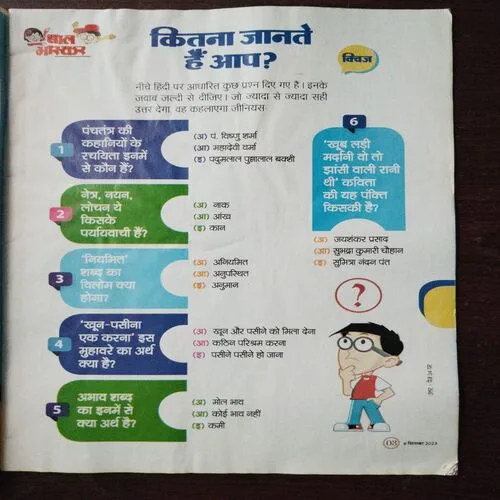 बाल
भास्कर
कितना जानते
हैं आप?
क्विज
नीचे हिंदी पर आधारित कुछ प्रश्न दिए गए है। इनके
जवाब जल्दी से दीजिए। जो ज्यादा से ज्यादा सही
उत्तर देगा, वह कहलाएगा जीनियस।
1
पंचतंत्र की
कहानियों के
रचयिता इनमें
से कौन हैं?
(अ) पं. विष्णु शर्मा
(आ) महादेवी वर्मा
(इ) पदुमलाल पुन्नालाल बक्शी
2
नेत्र, नयन,
लोचन ये
किसके
पर्यायवाची हैं?
(अ) नाक
(आ) आंख
(इ) कान
3
'नियमित'
शब्द का
विलोम क्या
होगा?
(अ) अनियमित
(आ) अनुपस्थित
(इ) अनुमान
4
'खून-पसीना
एक करना' इस
मुहावरे का अर्थ
क्या है?
(अ) खून और पसीने को मिला देना
(आ) कठिन परिश्रम करना
(इ) पसीने पसीने हो जाना
5
अभाव शब्द
का इनमें से
क्या अर्थ है?
(अ) मोल भाव
(आ) कोई भाव नहीं
(इ) कमी
6
'खूब लड़ी
मर्दानी वो तो
झांसी वाली रानी
थी' कविता
की यह पंक्ति
किसकी है?
(अ) जयशंकर प्रसाद
(आ) सुभद्रा कुमारी चौहान
(इ) सुमित्रा नंदन पंत
?
03